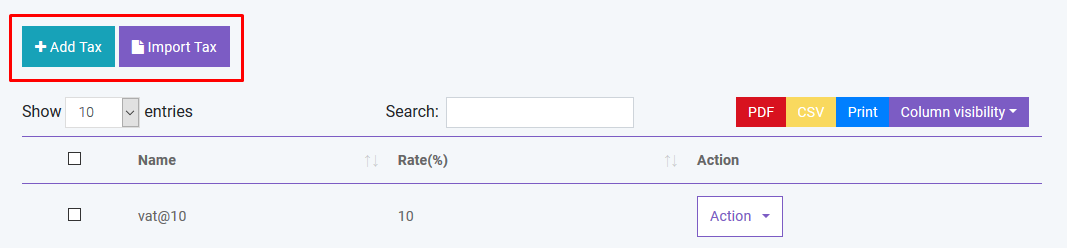 Add Tax Import Tax
Show 10 entries Search: PDF CSV Print Column visibility
Name Rate(%) Action
vat@10 10 Action